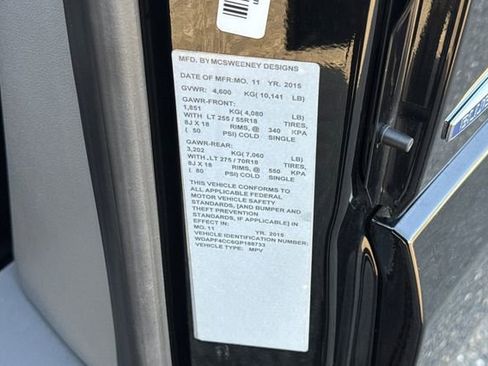 MFD. BY MCSWEENEY DESIGNS
DATE OF MFR: MO. 11 YR. 2015
GVWR: 4,600 KG( 10,141 LB)
GAWR-FRONT:
1,851 KG( 4,080 LB)
WITH LT 255 / 55R18 TIRES,
8J X 18 RIMS, @ 340 KPA
( 50 PSI) COLD SINGLE
GAWR-REAR:
3,202 KG( 7,060 LB)
WITH LT 275 / 70R18 TIRES,
8J X 18 RIMS, @ 550 KPA
( 80 PSI) COLD SINGLE
THIS VEHICLE CONFORMS TO
ALL APPLICABLE FEDERAL
MOTOR VEHICLE SAFETY
STANDARDS, [AND BUMPER AND
THEFT PREVENTION
STANDARDS, IF APPLICABLE] IN
EFFECT IN:
MO. 11 YR. 2015
VEHICLE IDENTIFICATION NUMBER:
WDAPF4CC6GP188733
VEHICLE TYPE: MPV